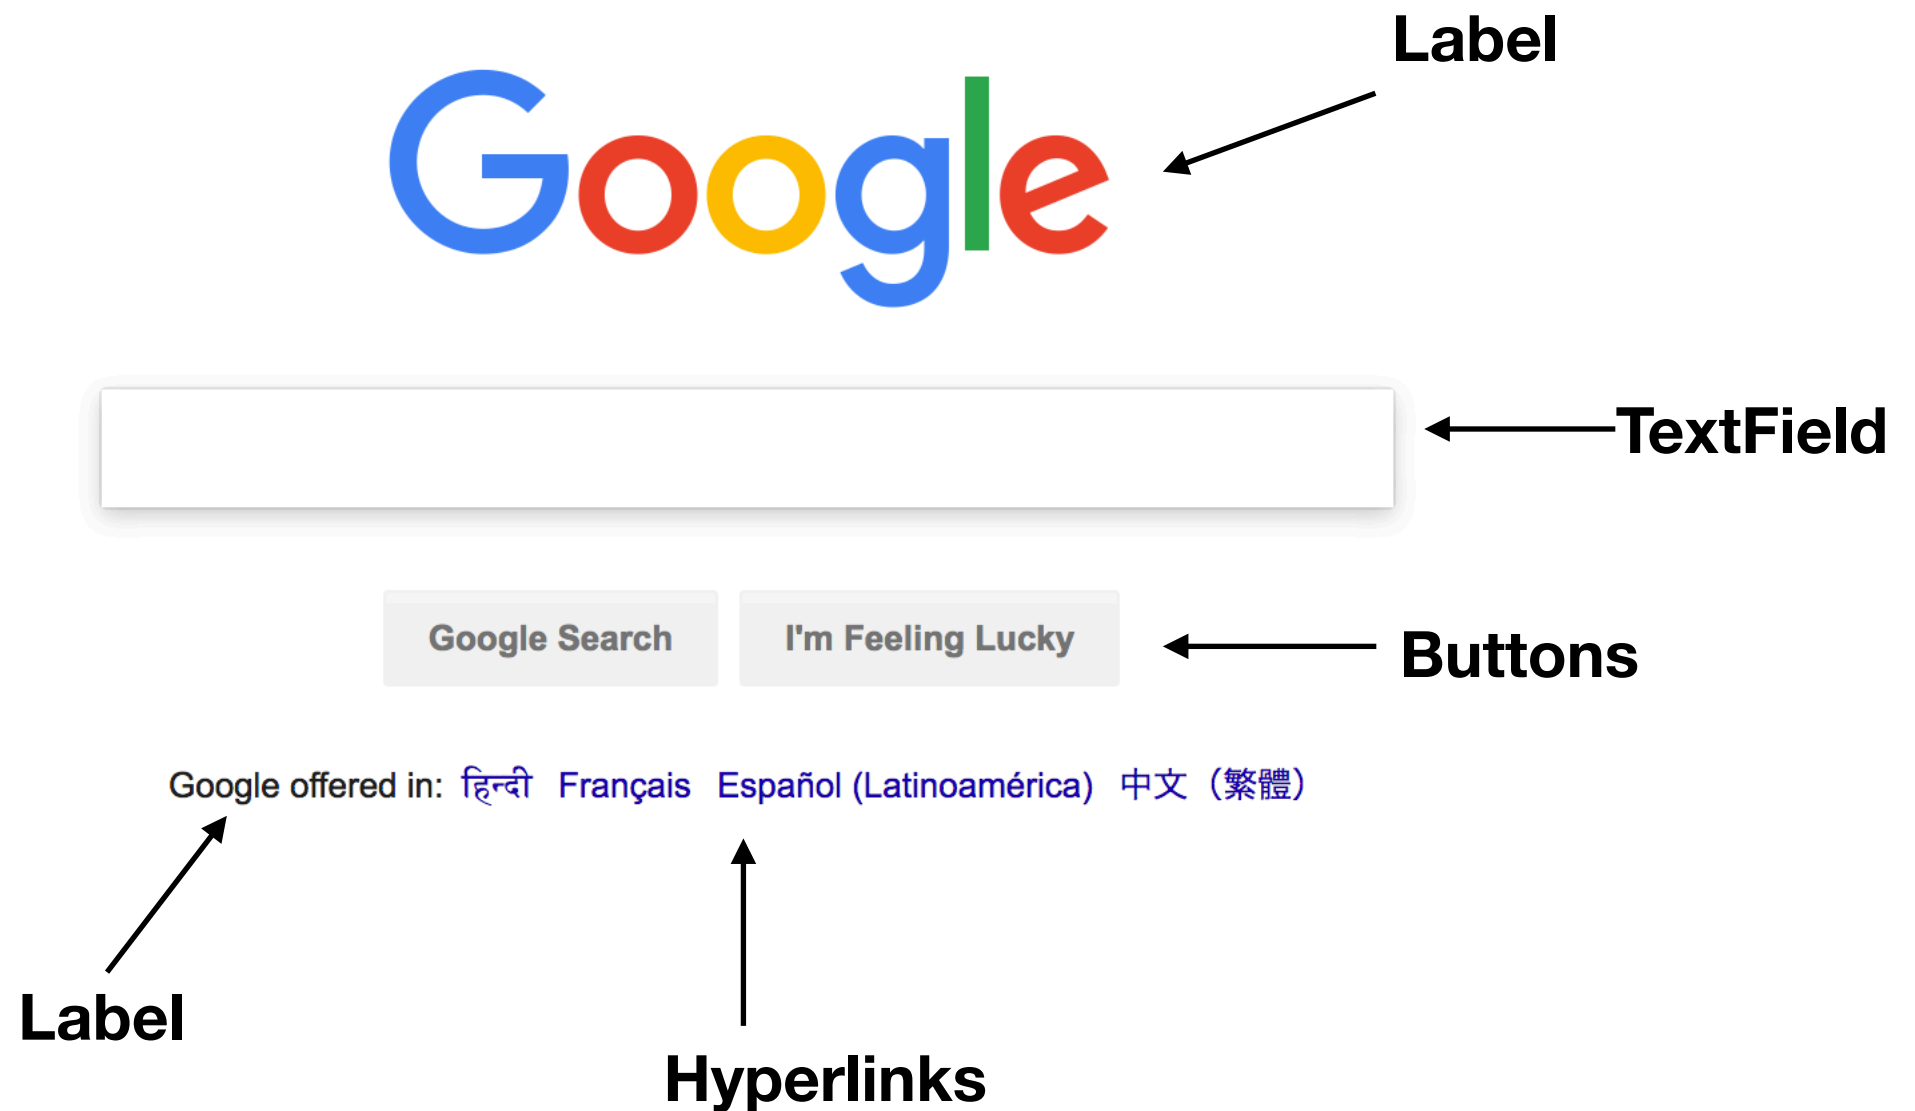 Label
Google
TextField
Google Search
I'm Feeling Lucky
Buttons
Google offered in: हिन्दी Français Español (Latinoamérica) 中文（繁體）
Label
Hyperlinks